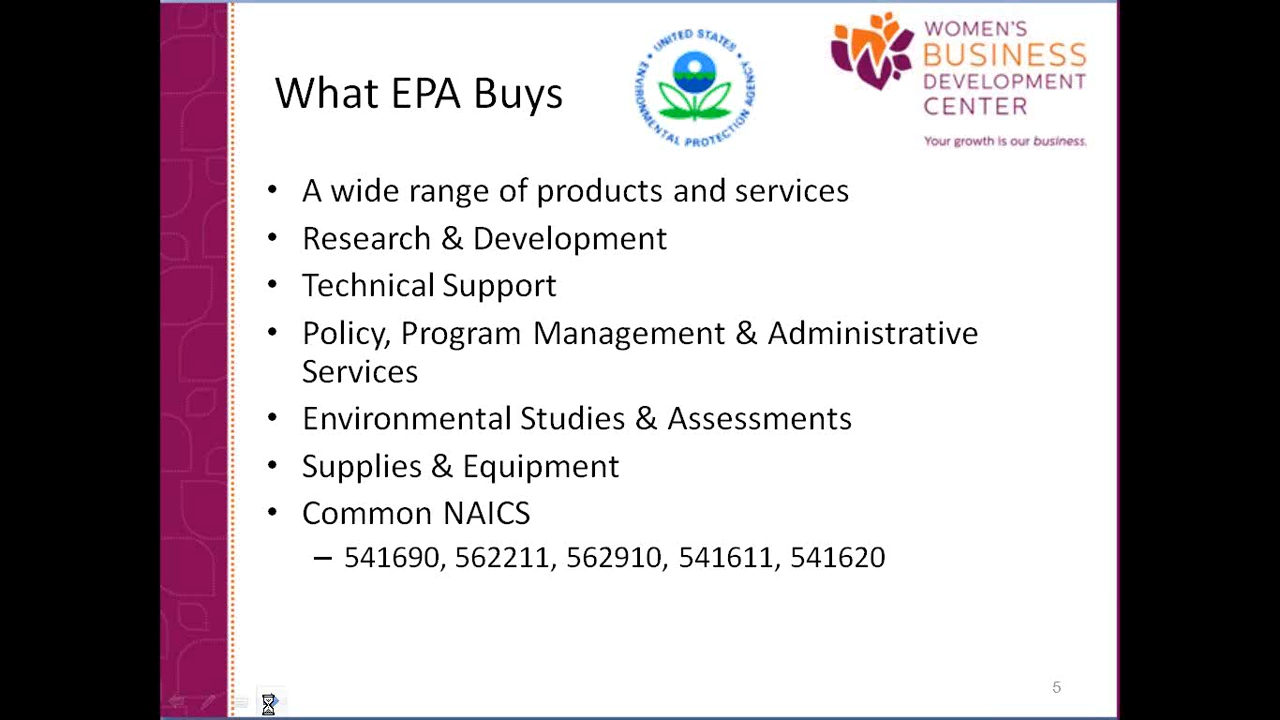 What EPA Buys
UNITED STATES
ENVIRONMENTAL PROTECTION AGENCY
WOMEN'S
BUSINESS
DEVELOPMENT
CENTER
Your growth is our business.
• A wide range of products and services
• Research & Development
• Technical Support
• Policy, Program Management & Administrative
Services
• Environmental Studies & Assessments
• Supplies & Equipment
• Common NAICS
– 541690, 562211, 562910, 541611, 541620
5